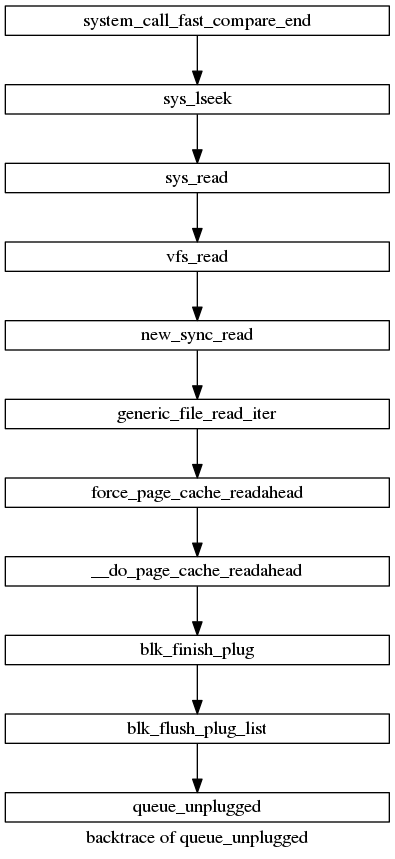 system_call_fast_compare_end
sys_lseek
sys_read
vfs_read
new_sync_read
generic_file_read_iter
force_page_cache_readahead
__do_page_cache_readahead
blk_finish_plug
blk_flush_plug_list
queue_unplugged
backtrace of queue_unplugged